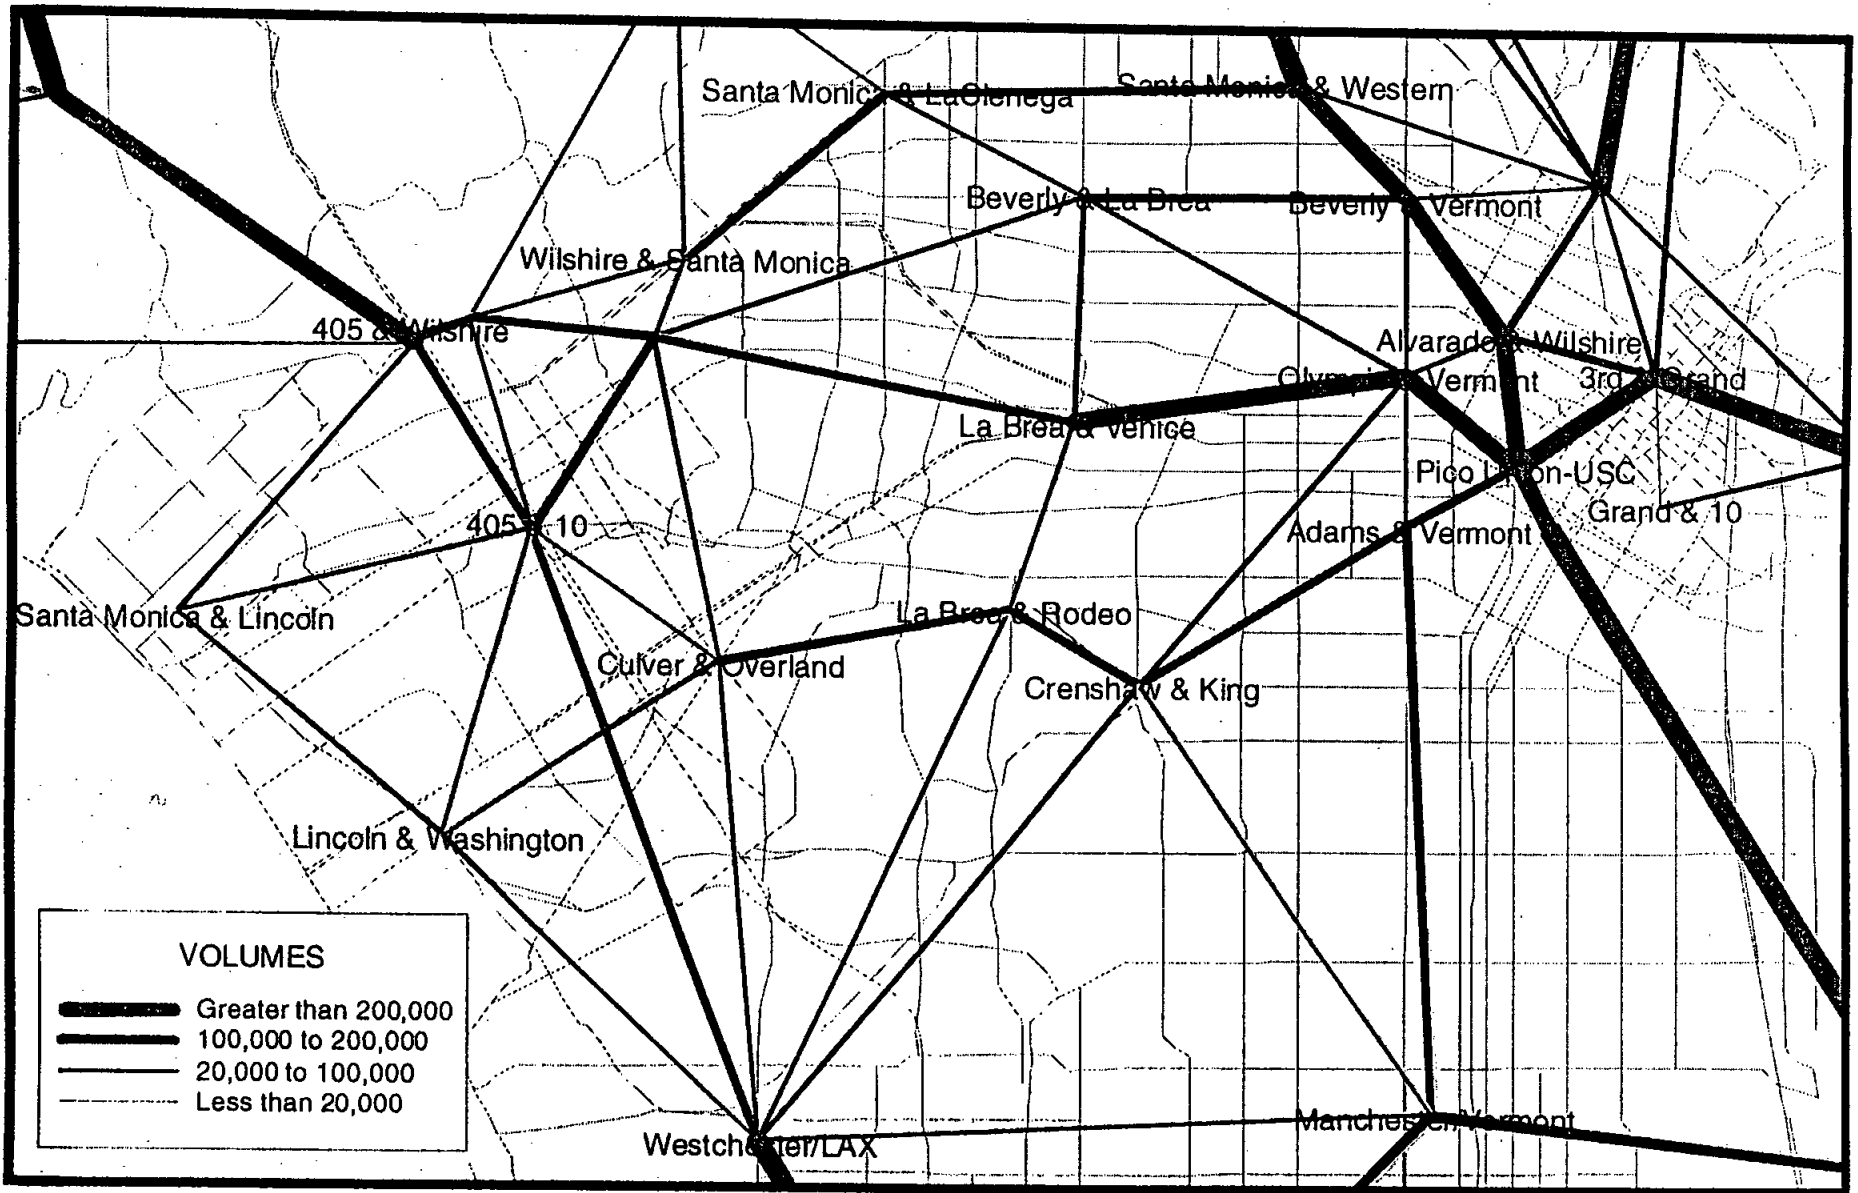 Santa Monica & LaCienega
Santa Monica & Western
Beverly & La Brea
Beverly & Vermont
Wilshire & Santa Monica
405 & Wilshire
Alvarado & Wilshire
Olympic & Vermont
3rd & Grand
La Brea & Venice
Pico Union-USC
Grand & 10
405 & 10
Adams & Vermont
Santa Monica & Lincoln
La Brea & Rodeo
Culver & Overland
Crenshaw & King
Lincoln & Washington
VOLUMES
Greater than 200,000
100,000 to 200,000
20,000 to 100,000
Less than 20,000
Manchester/Vermont
Westchester/LAX